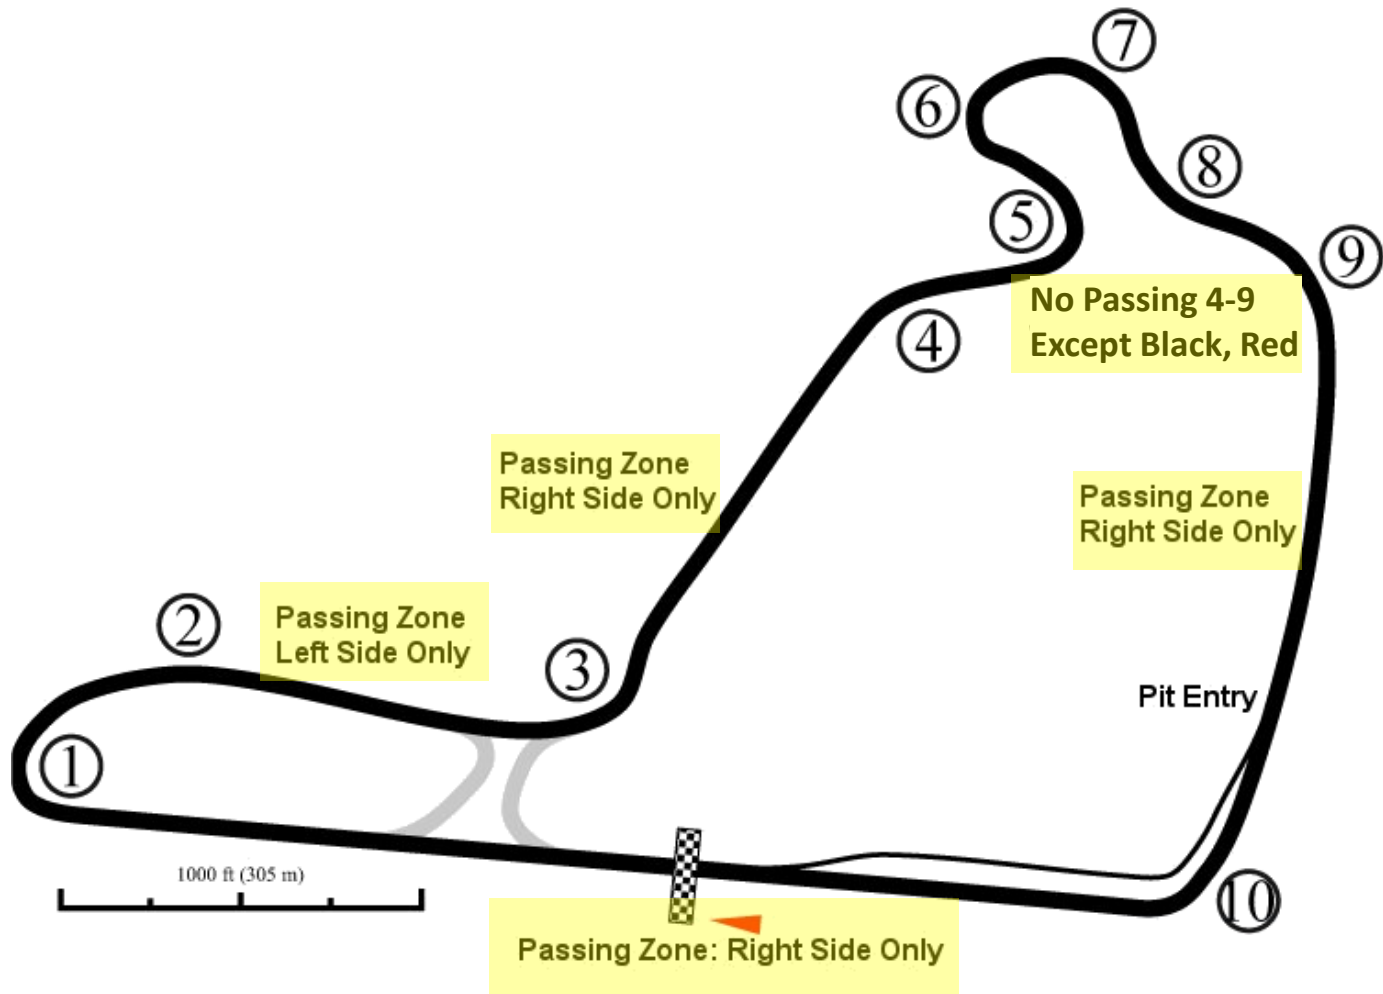 7
6
8
5
9
No Passing 4-9
Except Black, Red
4
Passing Zone
Right Side Only
Passing Zone
Right Side Only
Passing Zone
Left Side Only
2
3
Pit Entry
1
1000 ft (305 m)
10
Passing Zone: Right Side Only